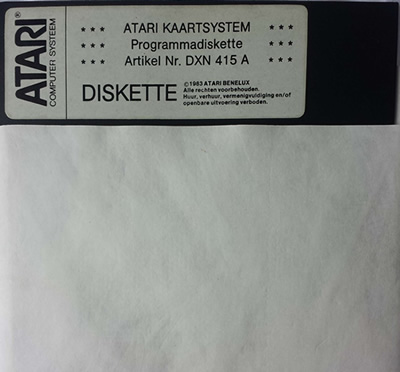 ATARI®
COMPUTER SYSTEEM
*** ATARI KAARTSYSTEM ***
*** Programmadiskette ***
*** Artikel Nr. DXN 415 A ***
DISKETTE
© 1983 ATARI BENELUX
Alle rechten voorbehouden.
Huur, verhuur, vermenigvuldiging en/of
openbare uitvoering verboden.